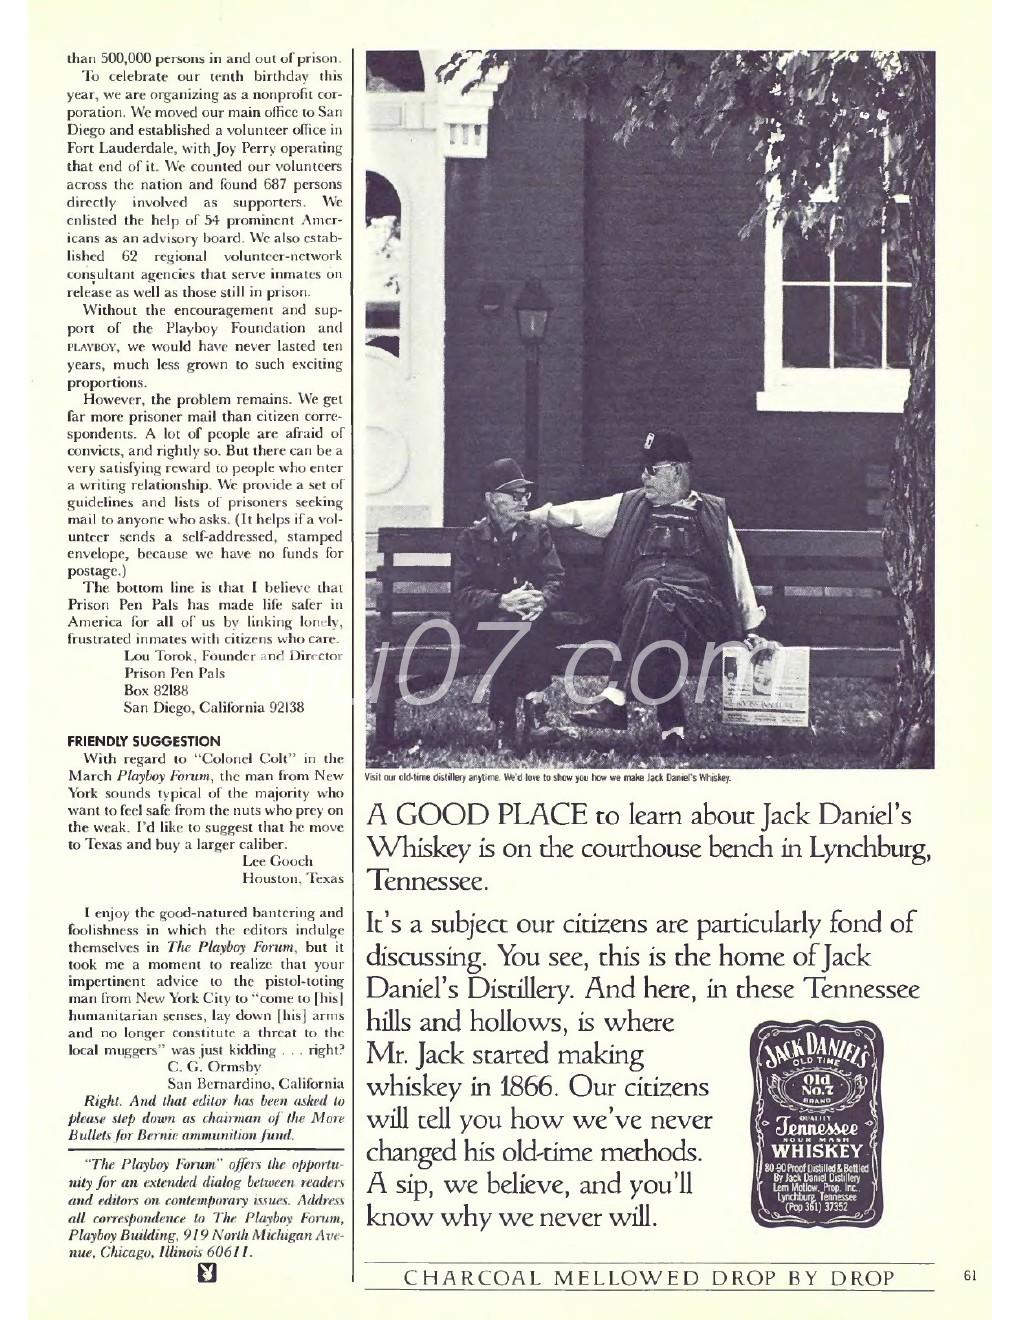 than 500,000 persons in and out of prison.
To celebrate our tenth birthday this
year, we are organizing as a nonprofit cor-
poration. We moved our main office to San
Diego and established a volunteer office in
Fort Lauderdale, with Joy Perry operating
that end of it. We counted our volunteers
across the nation and found 687 persons
directly involved as supporters. We
enlisted the help of 54 prominent Amer-
icans as an advisory board. We also estab-
lished 62 regional volunteer-network
consultant agencies that serve inmates on
release as well as those still in prison.
Without the encouragement and sup-
port of the Playboy Foundation and
PLAYBOY, we would have never lasted ten
years, much less grown to such exciting
proportions.
However, the problem remains. We get
far more prisoner mail than citizen corre-
spondents. A lot of people are afraid of
convicts, and rightly so. But there can be a
very satisfying reward to people who enter
a writing relationship. We provide a set of
guidelines and lists of prisoners seeking
mail to anyone who asks. (It helps if a vol-
unteer sends a self-addressed, stamped
envelope, because we have no funds for
postage.)
The bottom line is that I believe that
Prison Pen Pals has made life safer in
America for all of us by linking lonely,
frustrated inmates with citizens who care.
Lou Torok, Founder and Director
Prison Pen Pals
Box 82188
San Diego, California 92138
FRIENDLY SUGGESTION
With regard to "Colonel Colt" in the
March Playboy Forum, the man from New
York sounds typical of the majority who
want to feel safe from the nuts who prey on
the weak. I'd like to suggest that he move
to Texas and buy a larger caliber.
Lee Gooch
Houston, Texas
I enjoy the good-natured bantering and
foolishness in which the editors indulge
themselves in The Playboy Forum, but it
took me a moment to realize that your
impertinent advice to the pistol-toting
man from New York City to "come to [his]
humanitarian senses, lay down [his] arms
and no longer constitute a threat to the
local muggers" was just kidding . . . right?
C. G. Ormsby
San Bernardino, California
Right. And that editor has been asked to
please step down as chairman of the More
Bullets for Bernie ammunition fund.
"The Playboy Forum" offers the opportu-
nity for an extended dialog between readers
and editors on contemporary issues. Address
all correspondence to The Playboy Forum,
Playboy Building, 919 North Michigan Ave-
nue, Chicago, Illinois 60611.
Visit our old-time distillery anytime. We'd love to show you how we make Jack Daniel's Whiskey.
A GOOD PLACE to learn about Jack Daniel's
Whiskey is on the courthouse bench in Lynchburg,
Tennessee.
It's a subject our citizens are particularly fond of
discussing. You see, this is the home of Jack
Daniel's Distillery. And here, in these Tennessee
hills and hollows, is where
Mr. Jack started making
whiskey in 1866. Our citizens
will tell you how we've never
changed his old-time methods.
A sip, we believe, and you'll
know why we never will.
JACK DANIEL'S
OLD TIME
Old
No.7
BRAND
QUALITY
Tennessee
SOUR MASH
WHISKEY
80-90 Proof Distilled & Bottled
By Jack Daniel Distillery
Lem Motlow, Prop. Inc.,
Lynchburg, Tennessee
(Pop 361) 37352
CHARCOAL MELLOWED DROP BY DROP
61